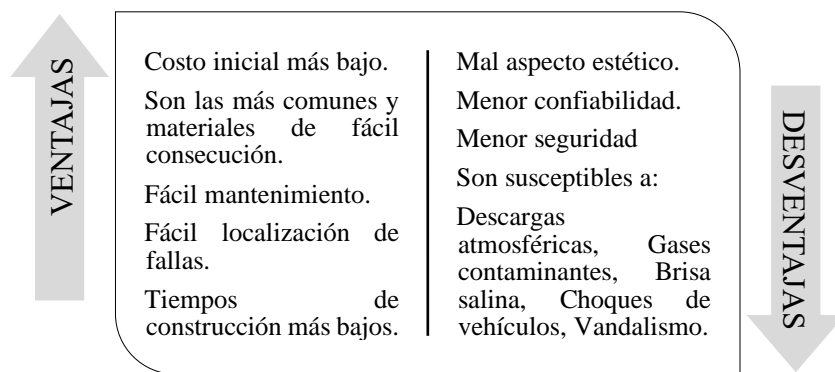 VENTAJAS
Costo inicial más bajo.
Son las más comunes y
materiales de fácil
consecución.
Fácil mantenimiento.
Fácil localización de
fallas.
Tiempos de
construcción más bajos.
Mal aspecto estético.
Menor confiabilidad.
Menor seguridad
Son susceptibles a:
Descargas
atmosféricas, Gases
contaminantes, Brisa
salina, Choques de
vehículos, Vandalismo.
DESVENTAJAS